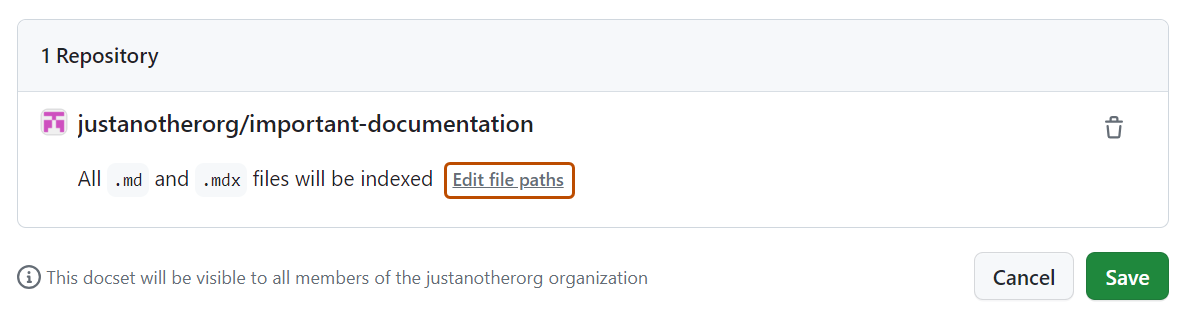 1 Repository
justanotherorg/important-documentation
All .md and .mdx files will be indexed Edit file paths
This docset will be visible to all members of the justanotherorg organization
Cancel Save